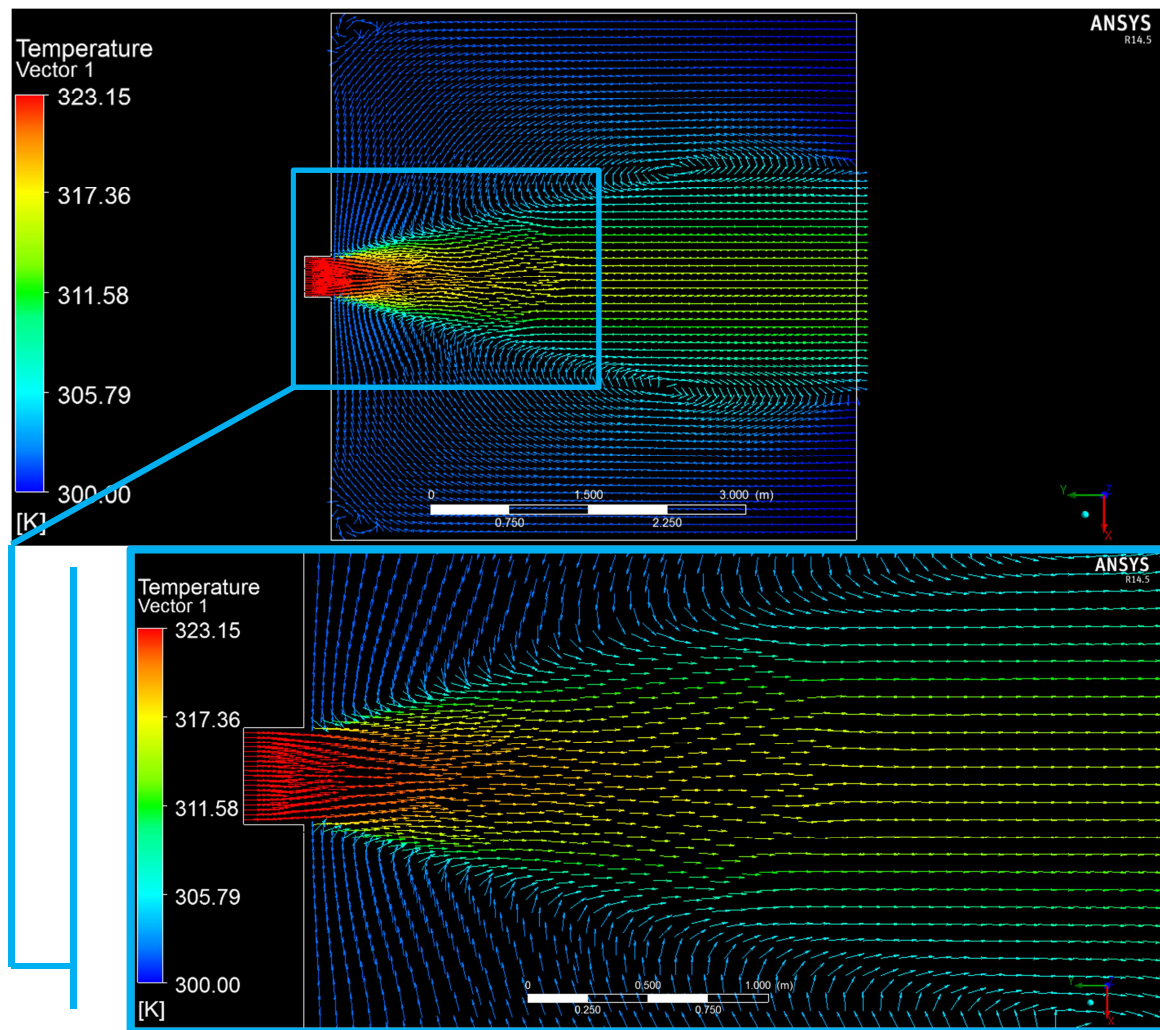 ANSYS
R14.5
Temperature
Vector 1
323.15
317.36
311.58
305.79
300.00
[K]
0 1.500 3.000 (m)
0.750 2.250
Y Z
X
ANSYS
R14.5
Temperature
Vector 1
323.15
317.36
311.58
305.79
300.00
[K]
0 0.500 1.000 (m)
0.250 0.750
Y Z
X